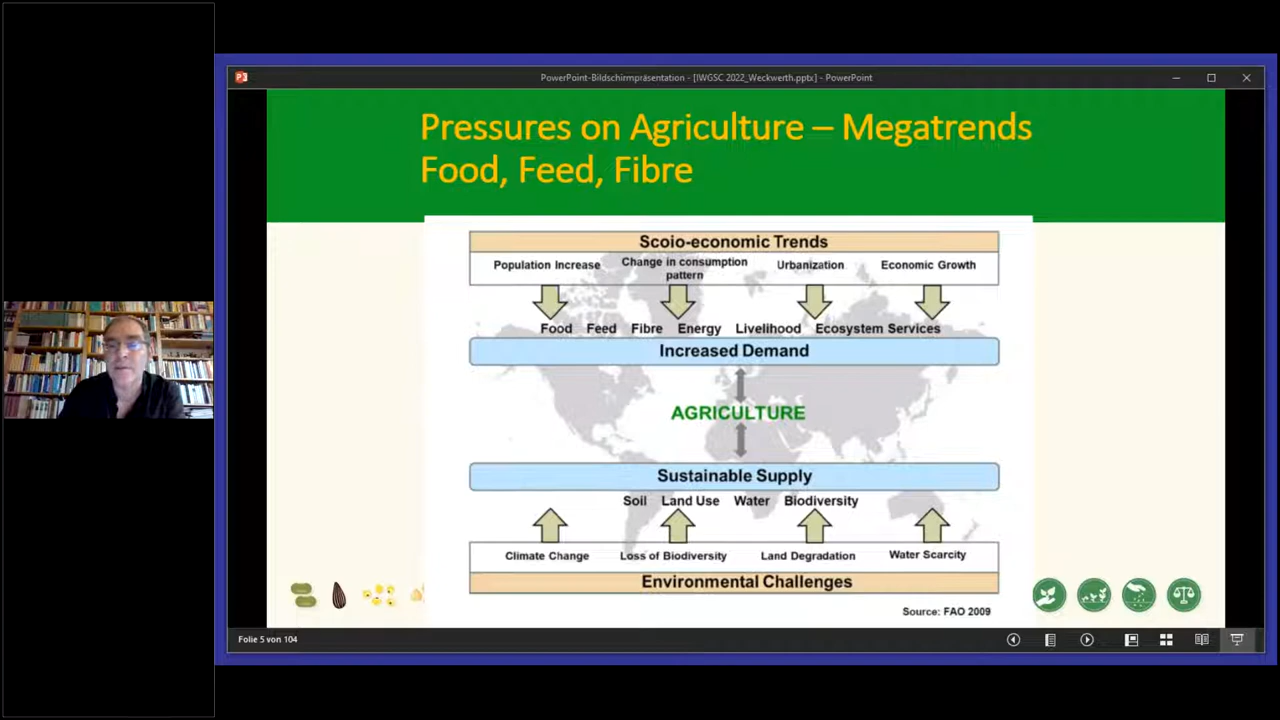 PowerPoint-Bildschirmpräsentation - [IWGSC 2022_Weckwerth.pptx] - PowerPoint
Pressures on Agriculture – Megatrends
Food, Feed, Fibre
Scoio-economic Trends
Population Increase Change in consumption pattern Urbanization Economic Growth
Food Feed Fibre Energy Livelihood Ecosystem Services
Increased Demand
AGRICULTURE
Sustainable Supply
Soil Land Use Water Biodiversity
Climate Change Loss of Biodiversity Land Degradation Water Scarcity
Environmental Challenges
Source: FAO 2009
Folie 5 von 104